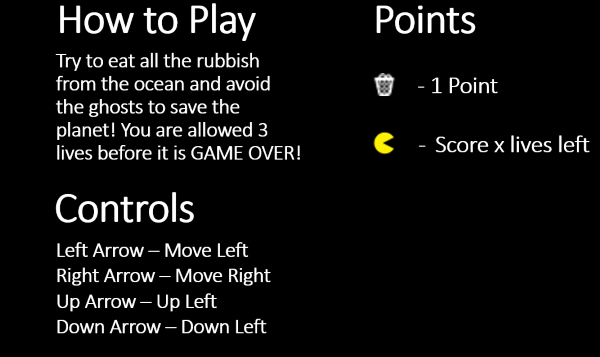 How to Play
Try to eat all the rubbish
from the ocean and avoid
the ghosts to save the
planet! You are allowed 3
lives before it is GAME OVER!
Controls
Left Arrow – Move Left
Right Arrow – Move Right
Up Arrow – Up Left
Down Arrow – Down Left
Points
- 1 Point
- Score x lives left